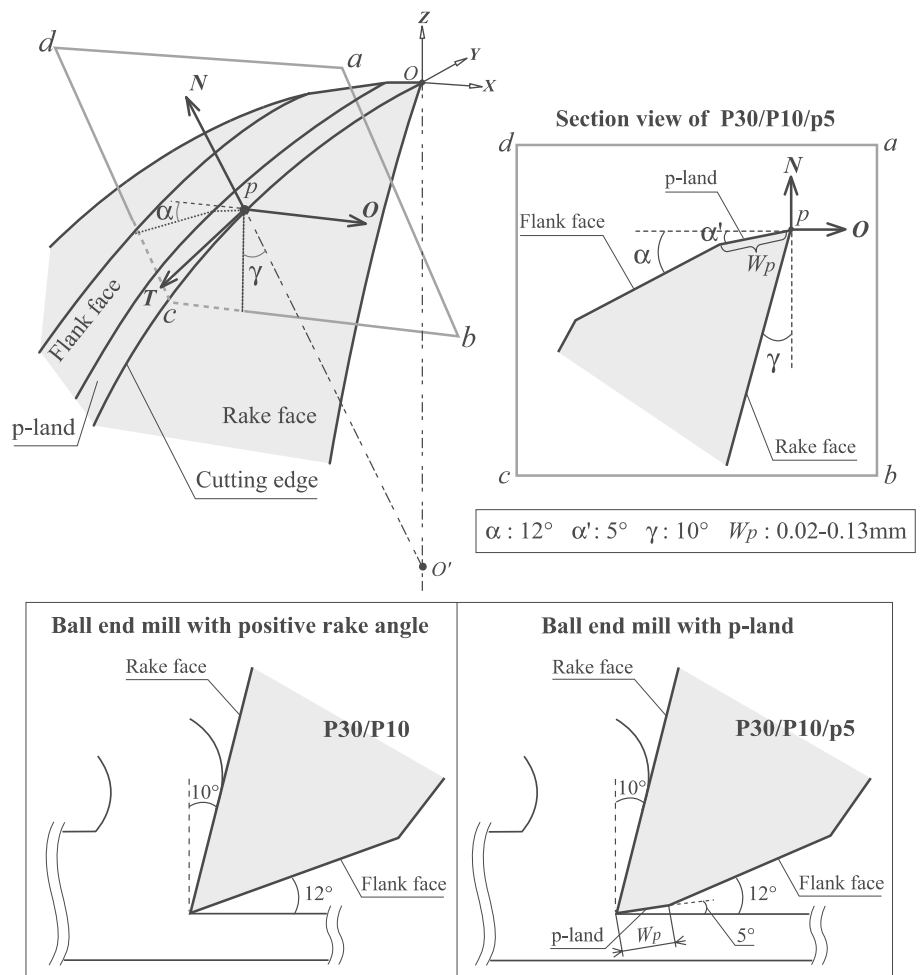 Z
Y
O
X
d
a
N
p
α
O
γ
T
c
b
Flank face
p-land
Rake face
Cutting edge
O'
Section view of P30/P10/p5
d
a
N
p-land
Flank face
p
α'
O
α
Wp
γ
Rake face
c
b
α : 12° α': 5° γ : 10° Wp : 0.02-0.13mm
Ball end mill with positive rake angle
Rake face
P30/P10
10°
12°
Flank face
Ball end mill with p-land
Rake face
P30/P10/p5
10°
12°
Flank face
p-land
Wp
5°